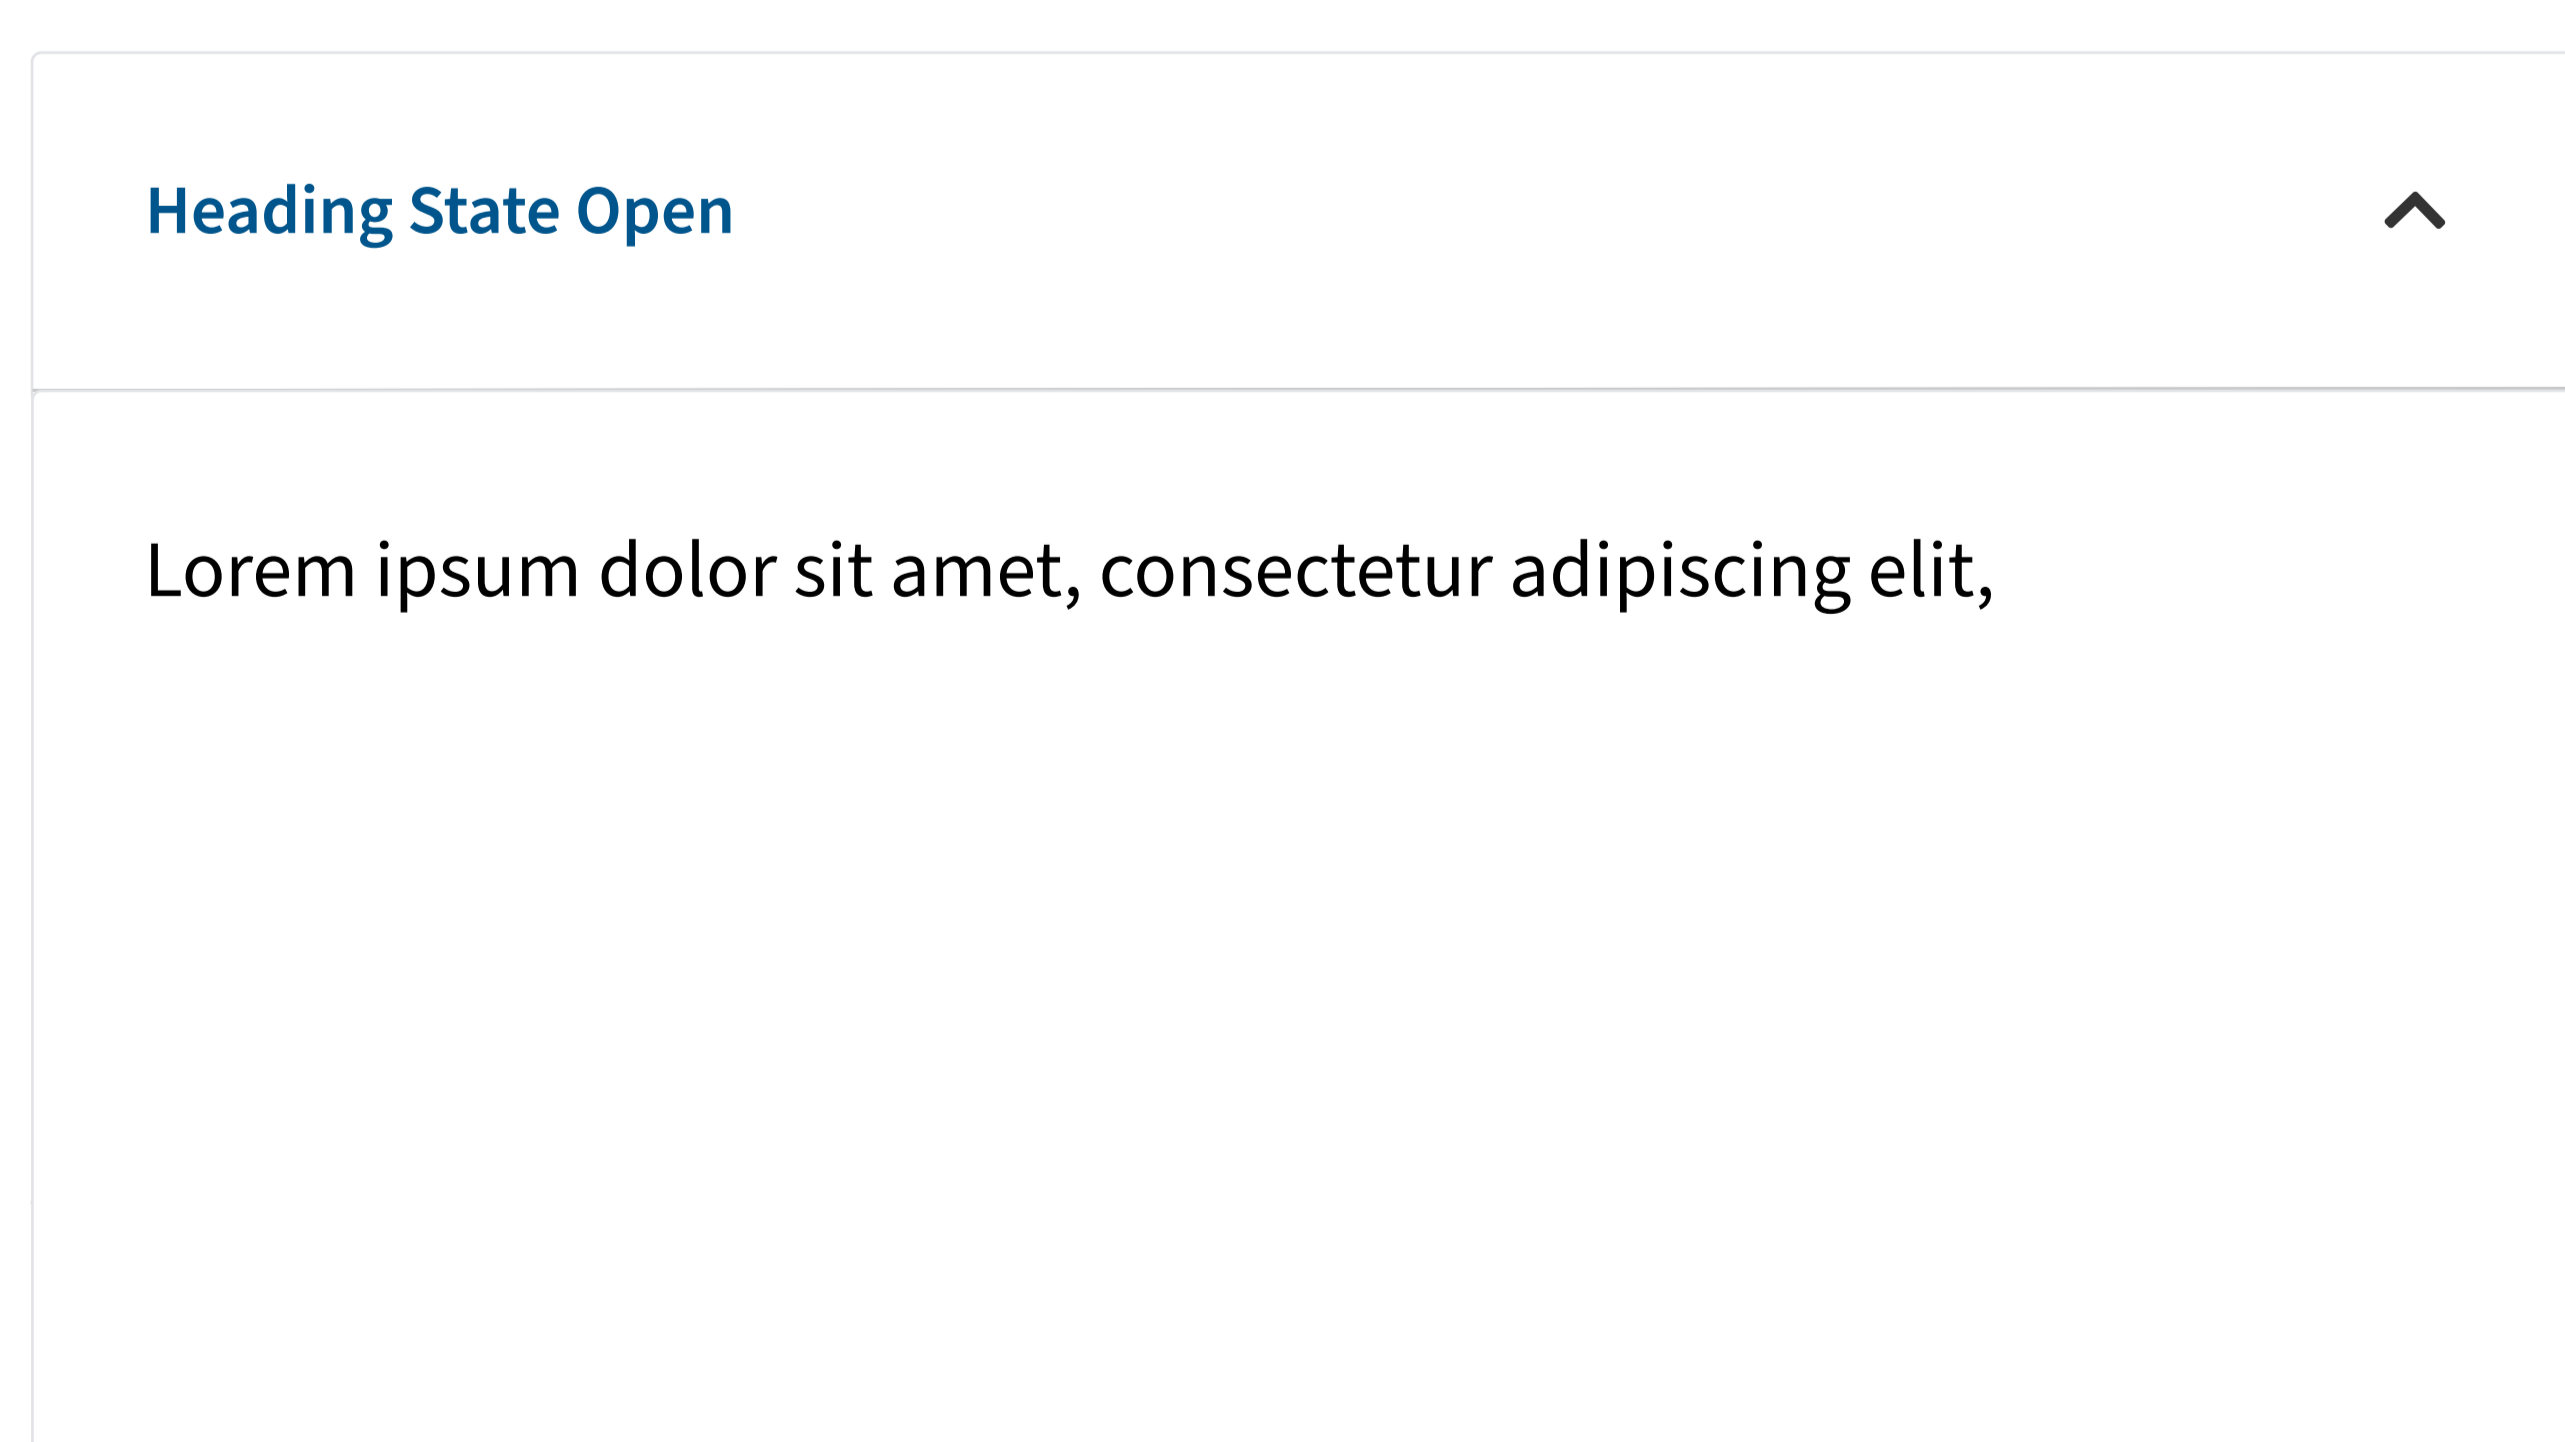 Heading State Open
Lorem ipsum dolor sit amet, consectetur adipiscing elit,